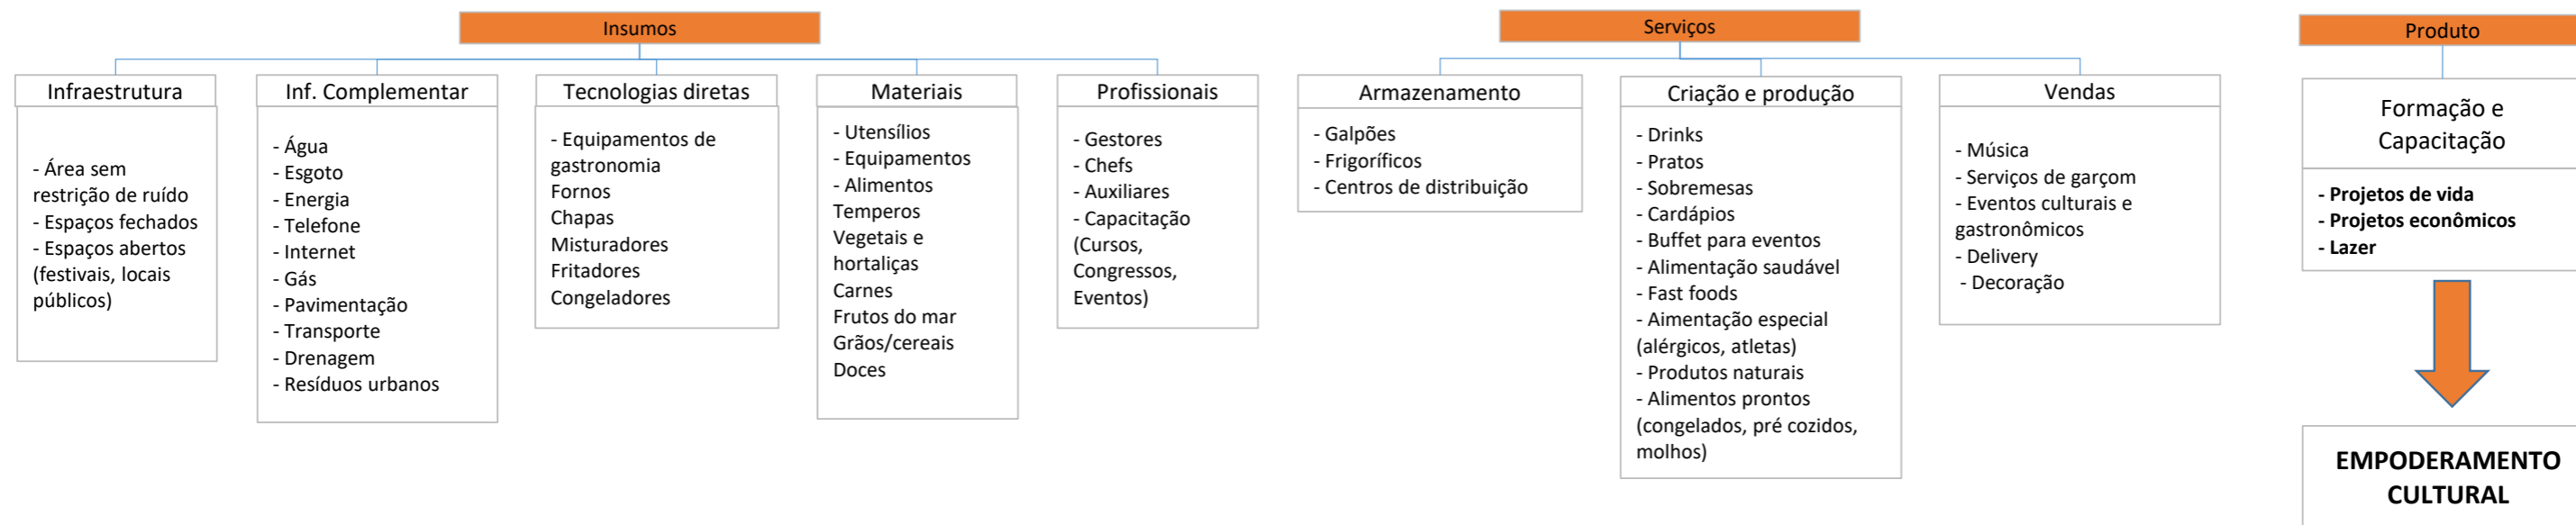 Insumos
Infraestrutura
- Área sem
restrição de ruído
- Espaços fechados
- Espaços abertos
(festivais, locais
públicos)
Inf. Complementar
- Água
- Esgoto
- Energia
- Telefone
- Internet
- Gás
- Pavimentação
- Transporte
- Drenagem
- Resíduos urbanos
Tecnologias diretas
- Equipamentos de
gastronomia
Fornos
Chapas
Misturadores
Fritadores
Congeladores
Materiais
- Utensílios
- Equipamentos
- Alimentos
Temperos
Vegetais e
hortaliças
Carnes
Frutos do mar
Grãos/cereais
Doces
Profissionais
- Gestores
- Chefs
- Auxiliares
- Capacitação
(Cursos,
Congressos,
Eventos)
Serviços
Armazenamento
- Galpões
- Frigoríficos
- Centros de distribuição
Criação e produção
- Drinks
- Pratos
- Sobremesas
- Cardápios
- Buffet para eventos
- Alimentação saudável
- Fast foods
- Aimentação especial
(alérgicos, atletas)
- Produtos naturais
- Alimentos prontos
(congelados, pré cozidos,
molhos)
Vendas
- Música
- Serviços de garçom
- Eventos culturais e
gastronômicos
- Delivery
- Decoração
Produto
Formação e
Capacitação
- Projetos de vida
- Projetos econômicos
- Lazer
EMPODERAMENTO
CULTURAL